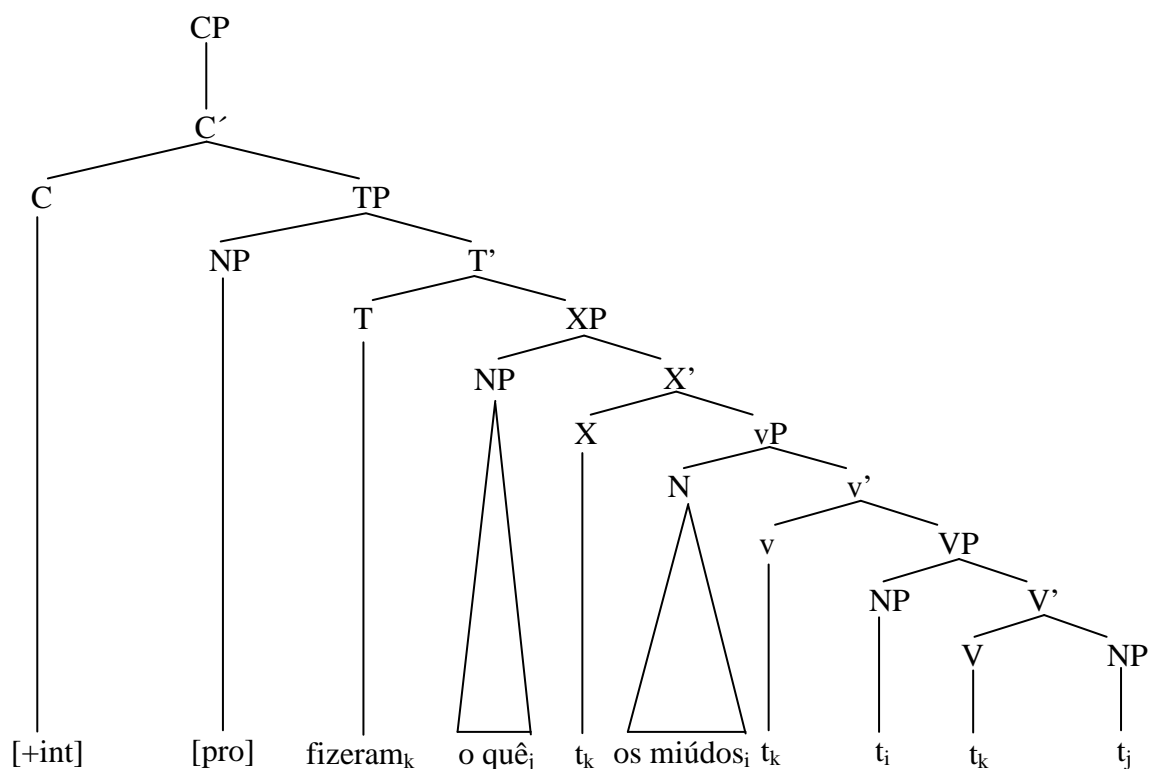 CP
C´
C TP
NP T’
T XP
NP X’
X vP
N v’
v VP
NP V’
V NP
[+int] [pro] fizeramk o quêj tk os miúdosi tk ti tk tj